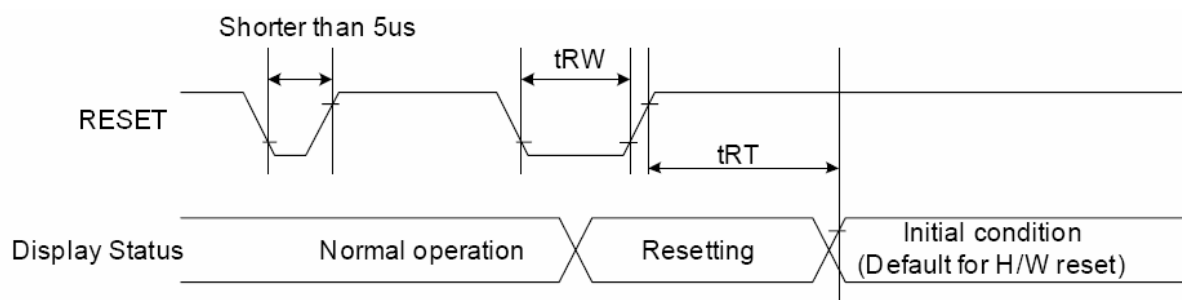 Shorter than 5us
tRW
RESET
tRT
Display Status
Normal operation
Resetting
Initial condition
(Default for H/W reset)